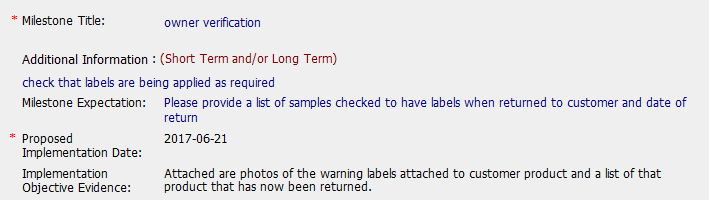 * Milestone Title: owner verification
Additional Information : (Short Term and/or Long Term)
check that labels are being applied as required
Milestone Expectation: Please provide a list of samples checked to have labels when returned to customer and date of
return
* Proposed 2017-06-21
Implementation Date:
Implementation Attached are photos of the warning labels attached to customer product and a list of that
Objective Evidence: product that has now been returned.